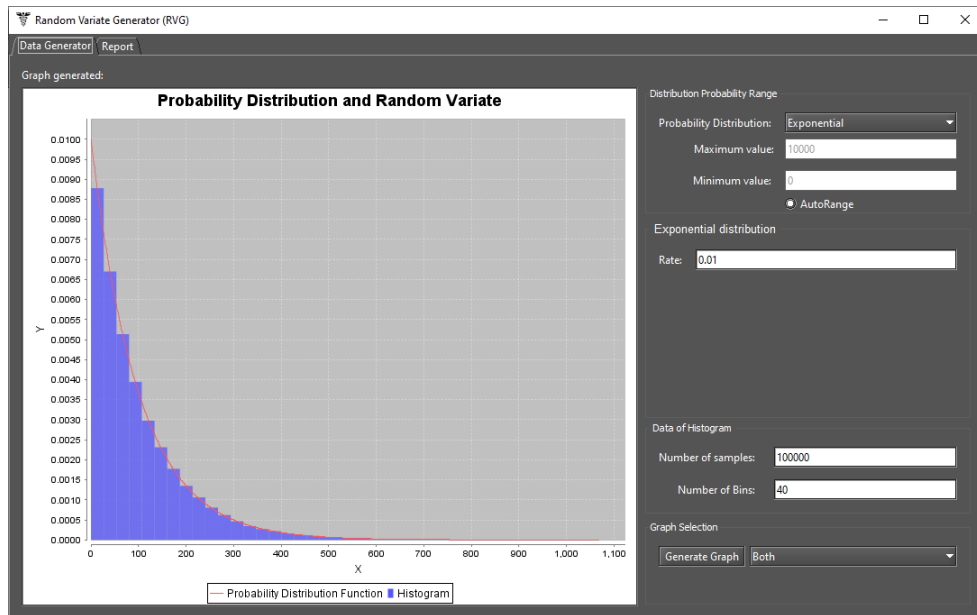 Random Variate Generator (RVG)
Data Generator Report
Graph generated:
Probability Distribution and Random Variate
0.0100
0.0095
0.0090
0.0085
0.0080
0.0075
0.0070
0.0065
0.0060
0.0055
0.0050
0.0045
0.0040
0.0035
0.0030
0.0025
0.0020
0.0015
0.0010
0.0005
0.0000
Y
0 100 200 300 400 500 600 700 800 900 1,000 1,100
X
Probability Distribution Function Histogram
Distribution Probability Range
Probability Distribution: Exponential
Maximum value: 10000
Minimum value: 0
AutoRange
Exponential distribution
Rate: 0.01
Data of Histogram
Number of samples: 100000
Number of Bins: 40
Graph Selection
Generate Graph Both